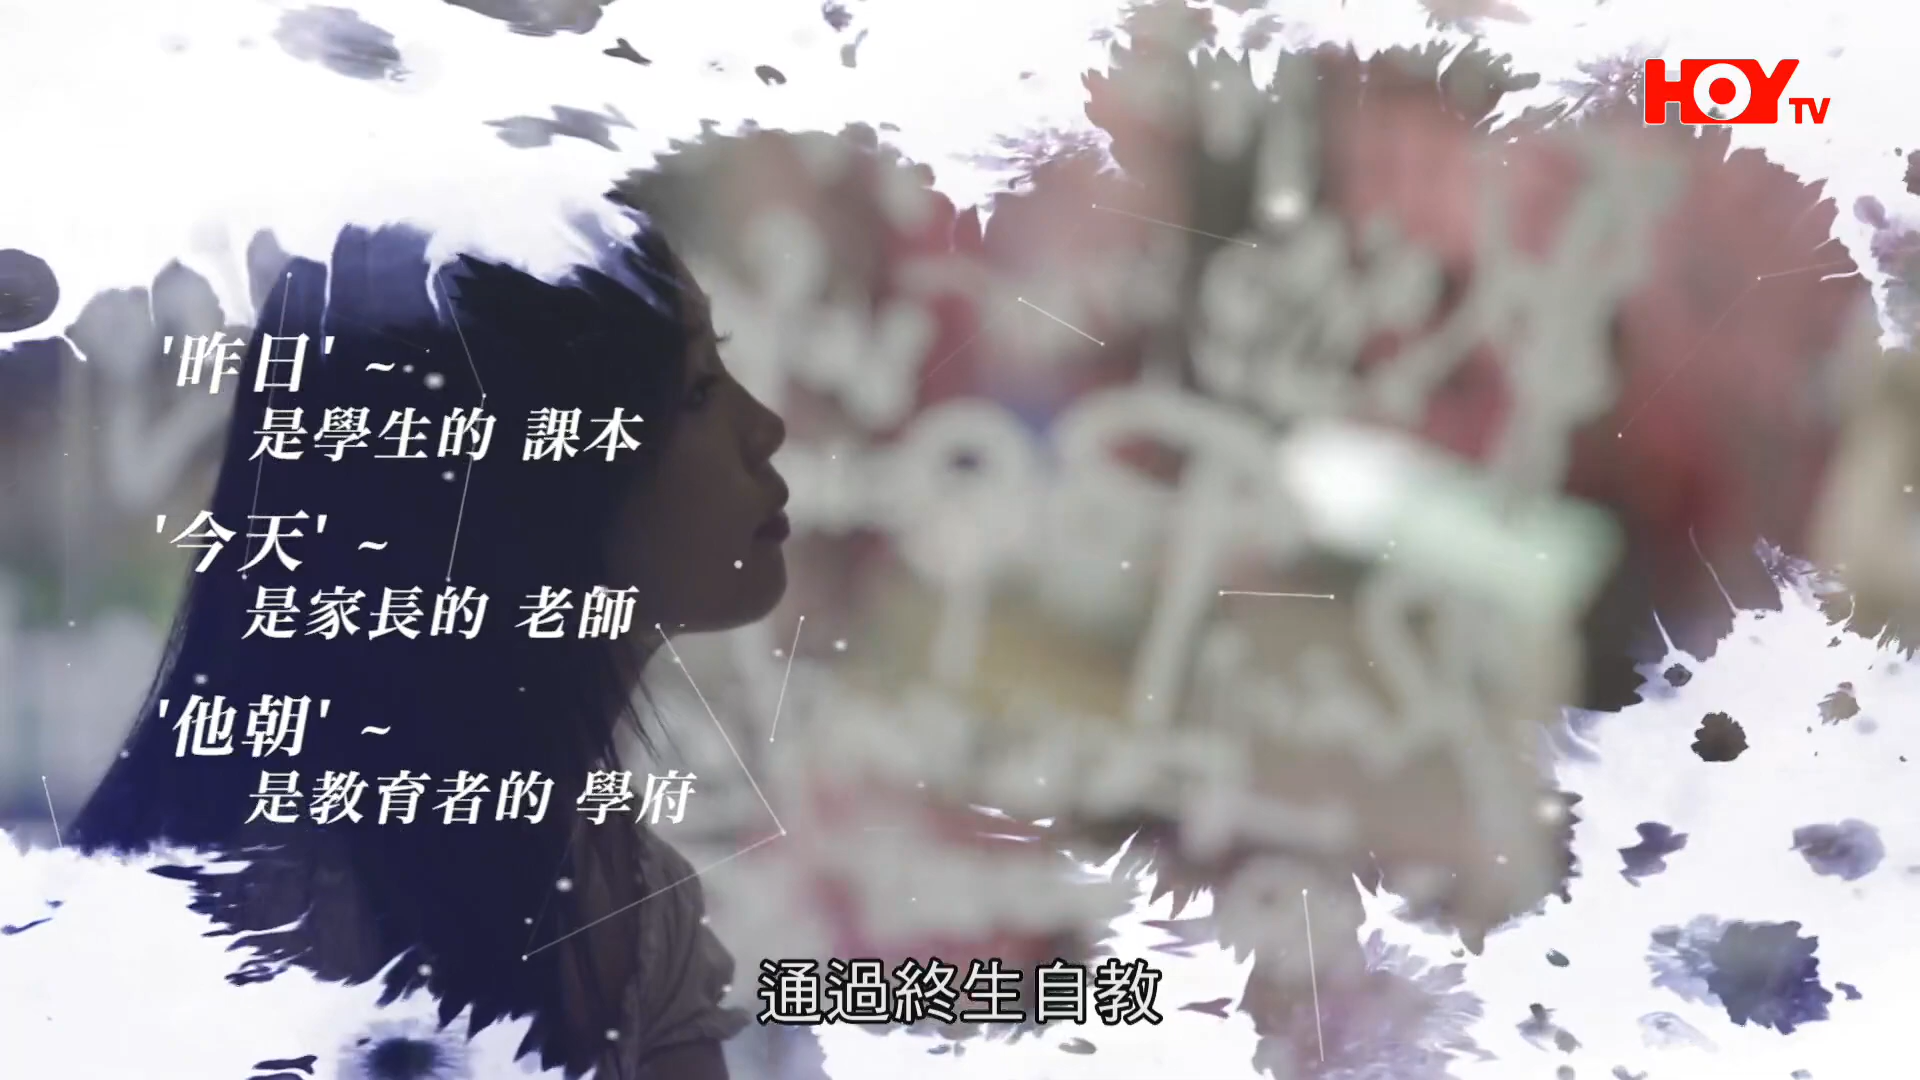 HOY TV
'昨日' ~
是學生的 課本
'今天' ~
是家長的 老師
'他朝' ~
是教育者的 學府
通過終生自教